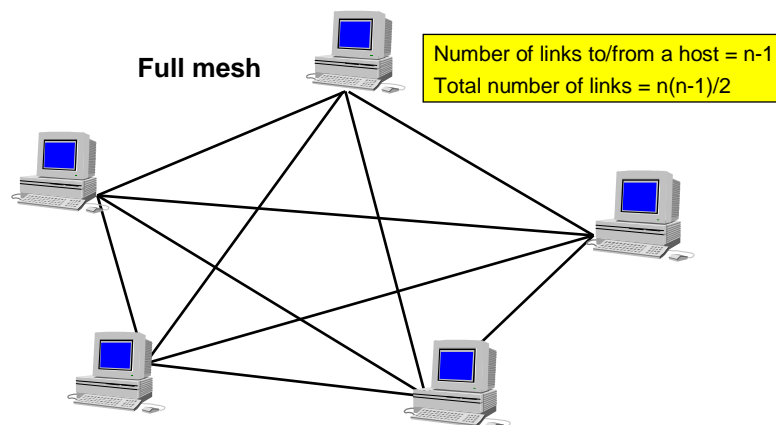 Full mesh
Number of links to/from a host = n-1
Total number of links = n(n-1)/2